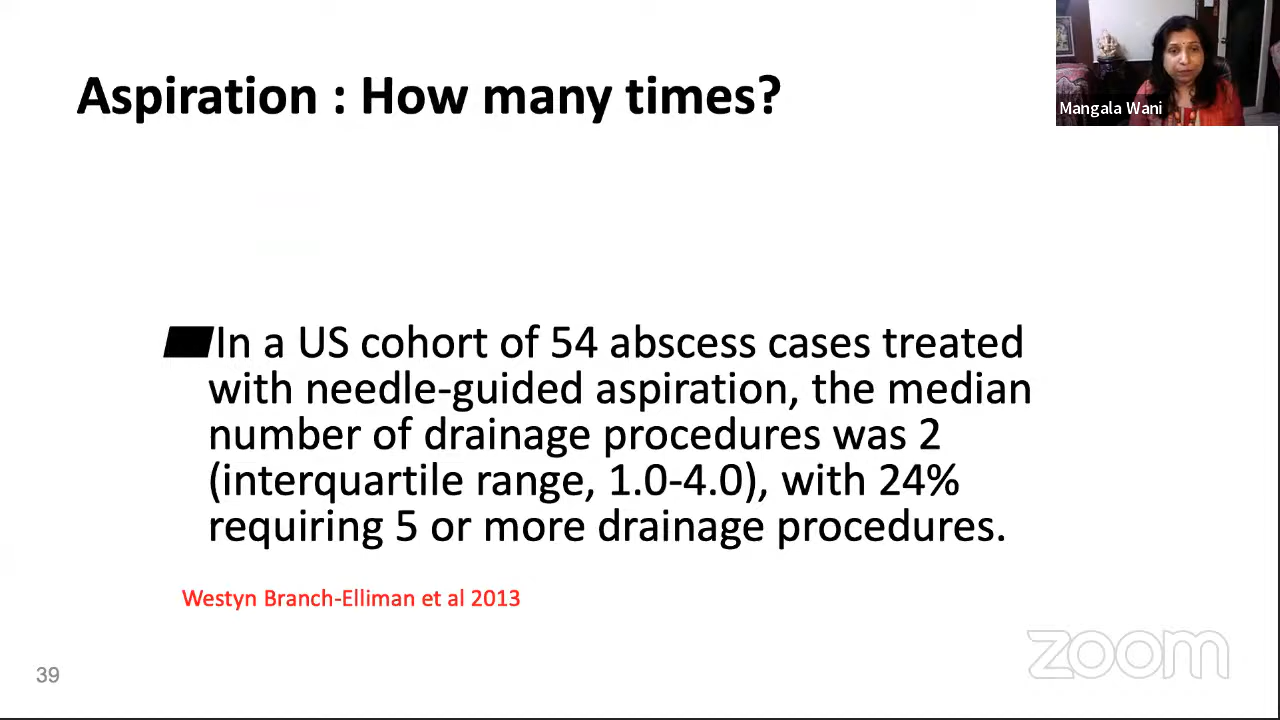 Aspiration : How many times?
Mangala Wani
In a US cohort of 54 abscess cases treated
with needle-guided aspiration, the median
number of drainage procedures was 2
(interquartile range, 1.0-4.0), with 24%
requiring 5 or more drainage procedures.
Westyn Branch-Elliman et al 2013
zoom
39